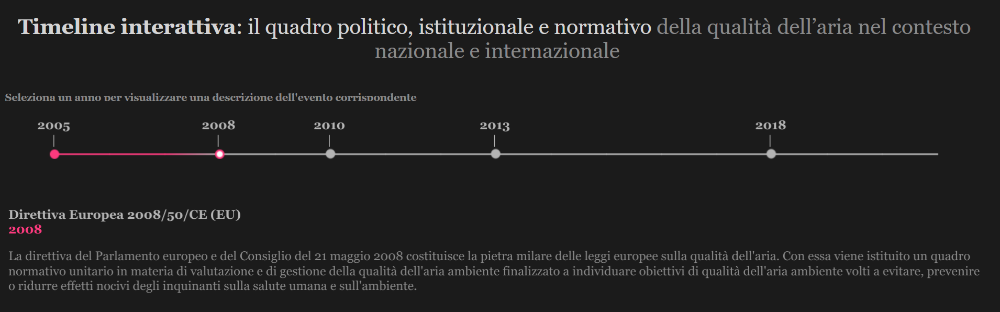 Timeline interattiva: il quadro politico, istituzionale e normativo della qualità dell’aria nel contesto
nazionale e internazionale
Seleziona un anno per visualizzare una descrizione dell'evento corrispondente
2005 2008 2010 2013 2018
Direttiva Europea 2008/50/CE (EU)
2008
La direttiva del Parlamento europeo e del Consiglio del 21 maggio 2008 costituisce la pietra milare delle leggi europee sulla qualità dell'aria. Con essa viene istituito un quadro
normativo unitario in materia di valutazione e di gestione della qualità dell'aria ambiente finalizzato a individuare obiettivi di qualità dell'aria ambiente volti a evitare, prevenire
o ridurre effetti nocivi degli inquinanti sulla salute umana e sull'ambiente.